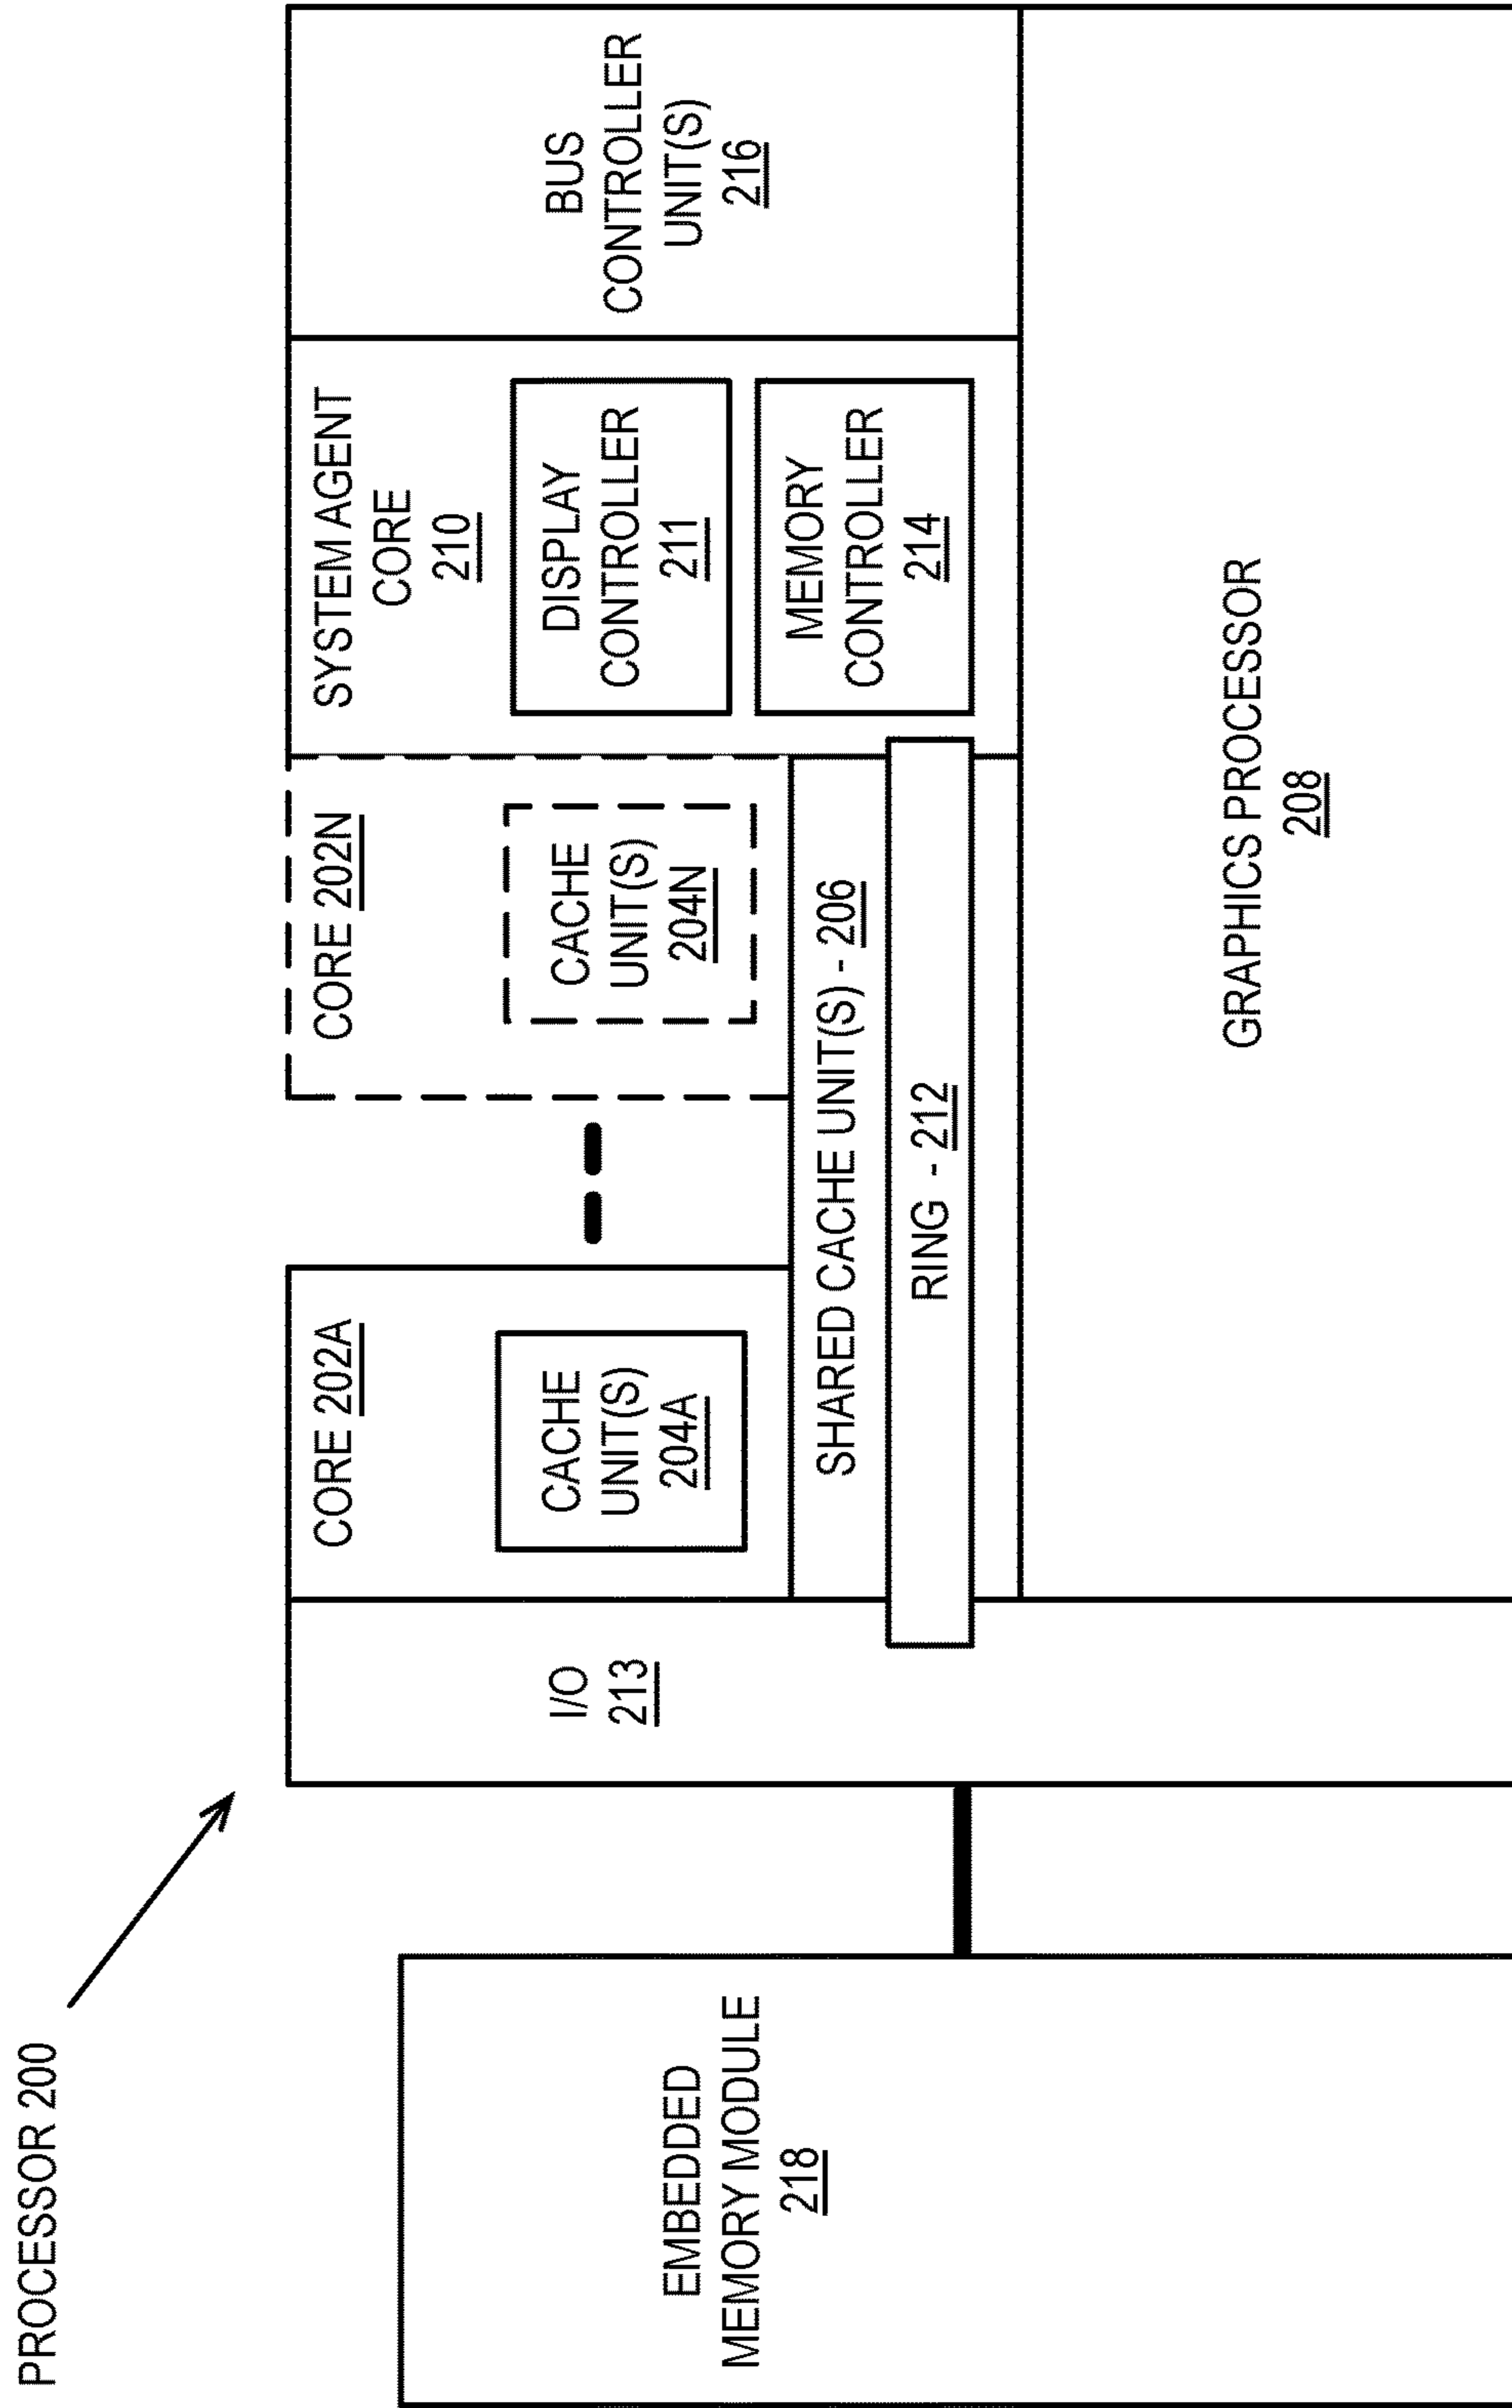 PROCESSOR 200
EMBEDDED
MEMORY MODULE
218
I/O
213
CORE 202A
CACHE
UNIT(S)
204A
CORE 202N
CACHE
UNIT(S)
204N
SHARED CACHE UNIT(S) - 206
RING - 212
SYSTEM AGENT
CORE
210
DISPLAY
CONTROLLER
211
MEMORY
CONTROLLER
214
BUS
CONTROLLER
UNIT(S)
216
GRAPHICS PROCESSOR
208